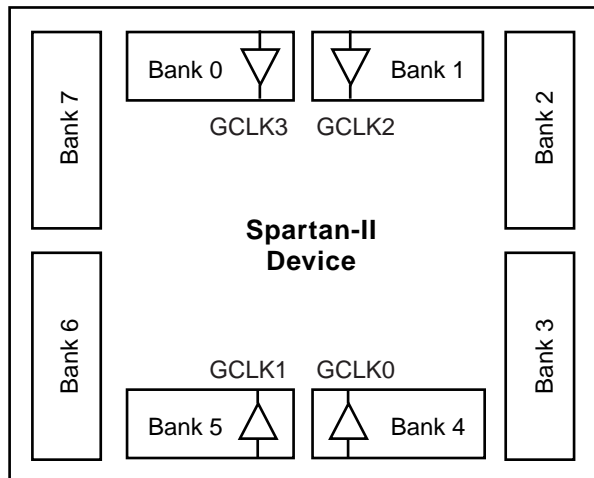 Bank 0
Bank 1
GCLK3
GCLK2
Bank 7
Bank 2
Spartan-II
Device
Bank 6
Bank 3
GCLK1
GCLK0
Bank 5
Bank 4